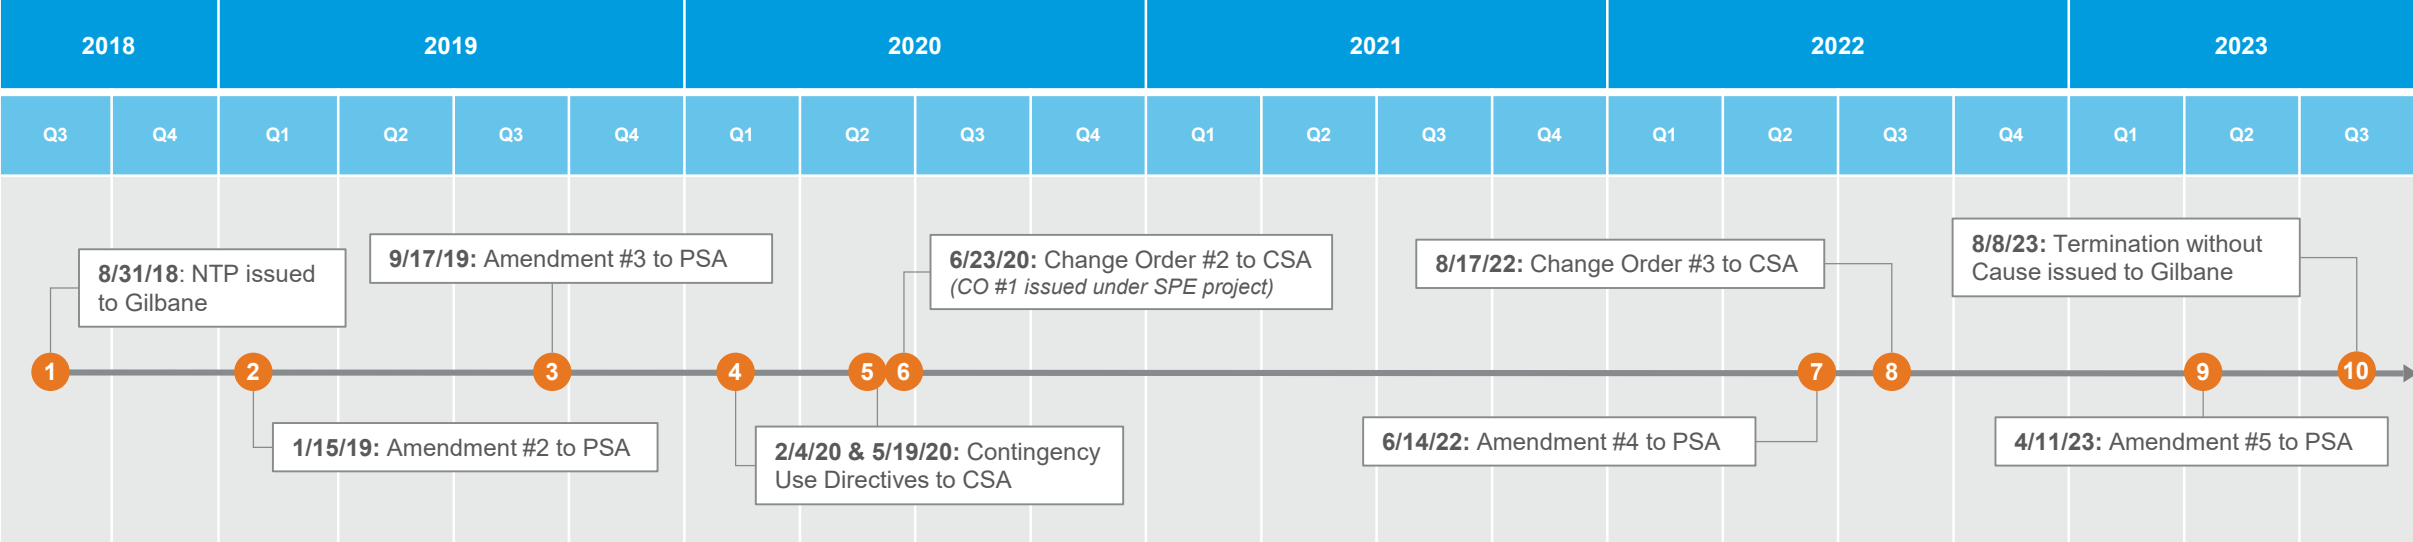 2018 2019 2020 2021 2022 2023
Q3 Q4 Q1 Q2 Q3 Q4 Q1 Q2 Q3 Q4 Q1 Q2 Q3 Q4 Q1 Q2 Q3 Q4 Q1 Q2 Q3
8/31/18: NTP issued
to Gilbane
9/17/19: Amendment #3 to PSA
6/23/20: Change Order #2 to CSA
(CO #1 issued under SPE project)
8/17/22: Change Order #3 to CSA
8/8/23: Termination without
Cause issued to Gilbane
1 2 3 4 5 6 7 8 9 10
1/15/19: Amendment #2 to PSA
2/4/20 & 5/19/20: Contingency
Use Directives to CSA
6/14/22: Amendment #4 to PSA
4/11/23: Amendment #5 to PSA